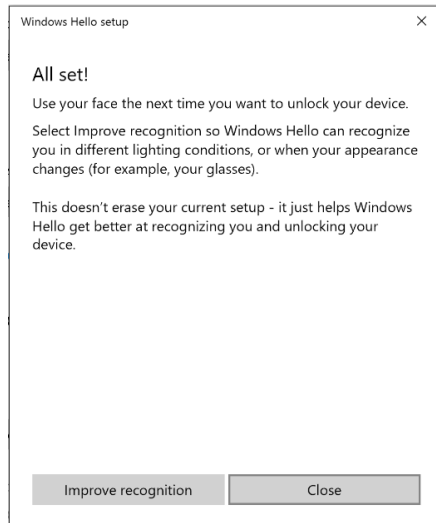 Windows Hello setup
All set!
Use your face the next time you want to unlock your device.
Select Improve recognition so Windows Hello can recognize
you in different lighting conditions, or when your appearance
changes (for example, your glasses).
This doesn’t erase your current setup - it just helps Windows
Hello get better at recognizing you and unlocking your
device.
Improve recognition
Close